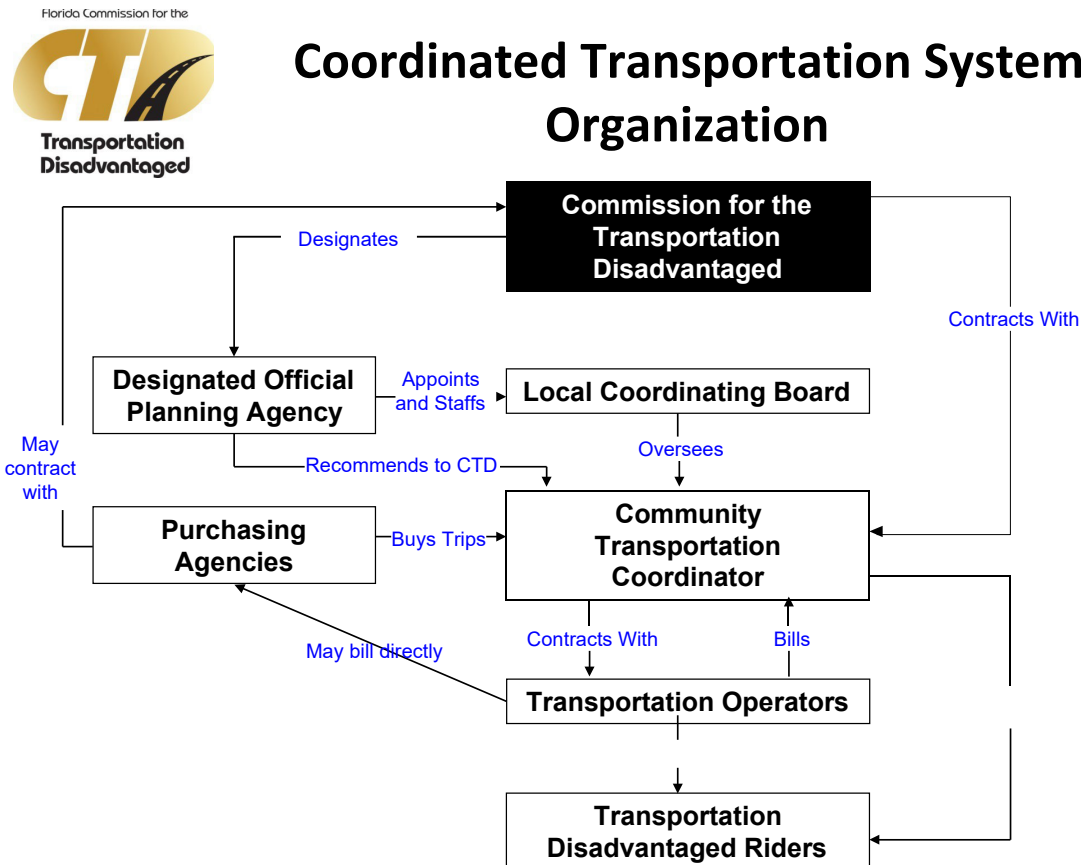 Florida Commission for the
CTD
Transportation
Disadvantaged
Coordinated Transportation System
Organization
Commission for the
Transportation
Disadvantaged
Designates
Contracts With
Designated Official
Planning Agency
Appoints
and Staffs
Local Coordinating Board
May
contract
with
Recommends to CTD
Oversees
Purchasing
Agencies
Buys Trips
Community
Transportation
Coordinator
May bill directly
Contracts With
Bills
Transportation Operators
Transportation
Disadvantaged Riders